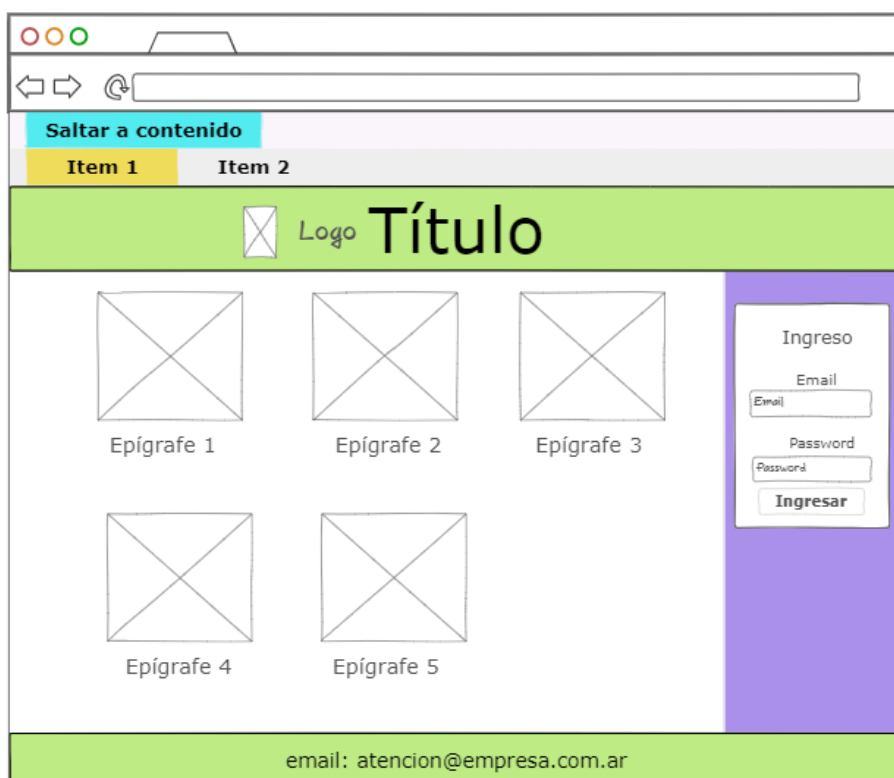 Saltar a contenido
Item 1 Item 2
Logo Título
Epígrafe 1 Epígrafe 2 Epígrafe 3
Epígrafe 4 Epígrafe 5
Ingreso
Email
Email
Password
Password
Ingresar
email: atencion@empresa.com.ar